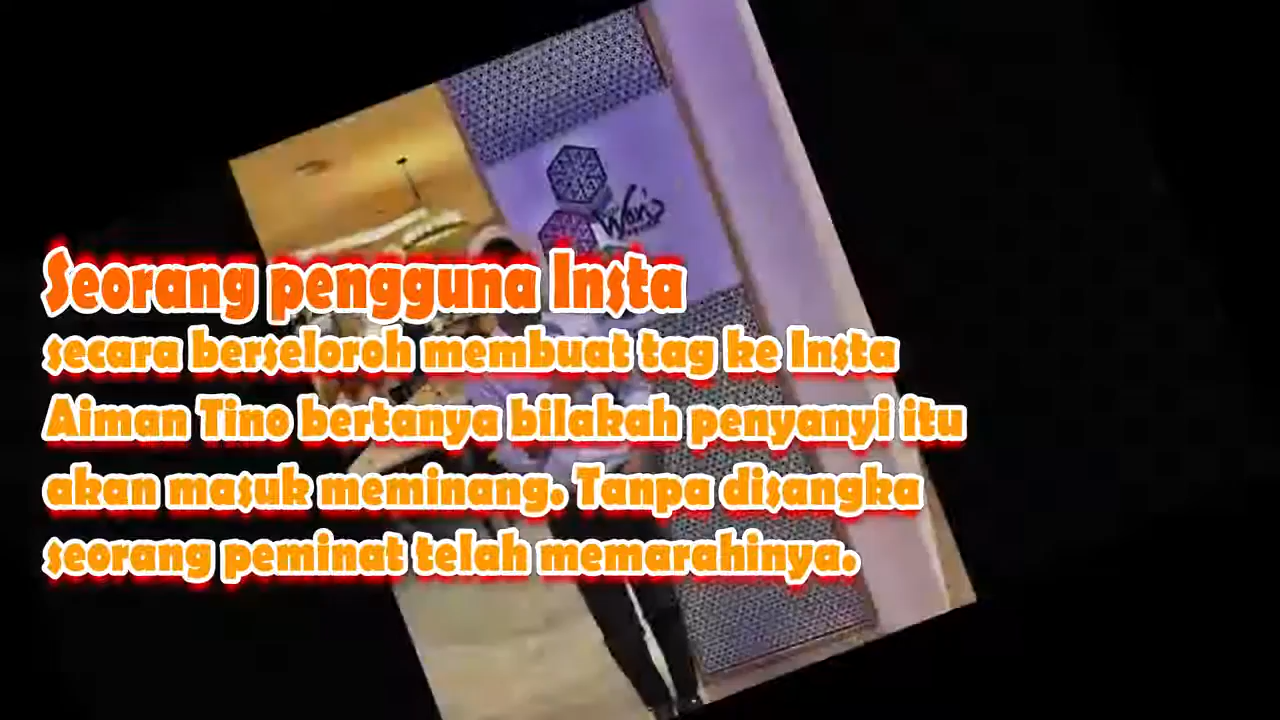 Wan's
Seorang pengguna Insta
secara berseloroh membuat tag ke Insta
Aiman Tino bertanya bilakah penyanyi itu
akan masuk meminang. Tanpa disangka
seorang peminat telah memarahinya.